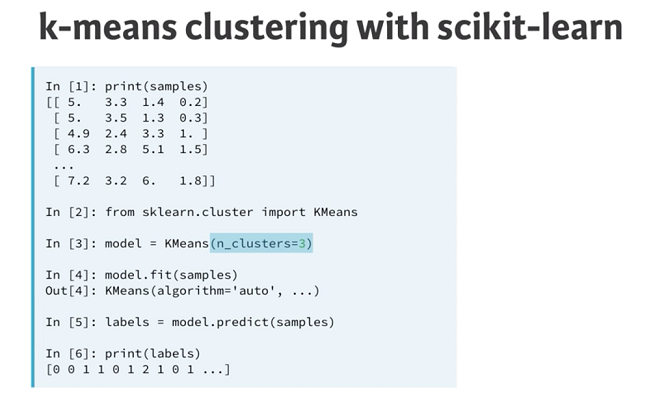 k-means clustering with scikit-learn
In [1]: print(samples)
[[ 5.   3.3  1.4  0.2]
 [ 5.   3.5  1.3  0.3]
 [ 4.9  2.4  3.3  1. ]
 [ 6.3  2.8  5.1  1.5]
 ...
 [ 7.2  3.2  6.   1.8]]
In [2]: from sklearn.cluster import KMeans
In [3]: model = KMeans(n_clusters=3)
In [4]: model.fit(samples)
Out[4]: KMeans(algorithm='auto', ...)
In [5]: labels = model.predict(samples)
In [6]: print(labels)
[0 0 1 1 0 1 2 1 0 1 ...]